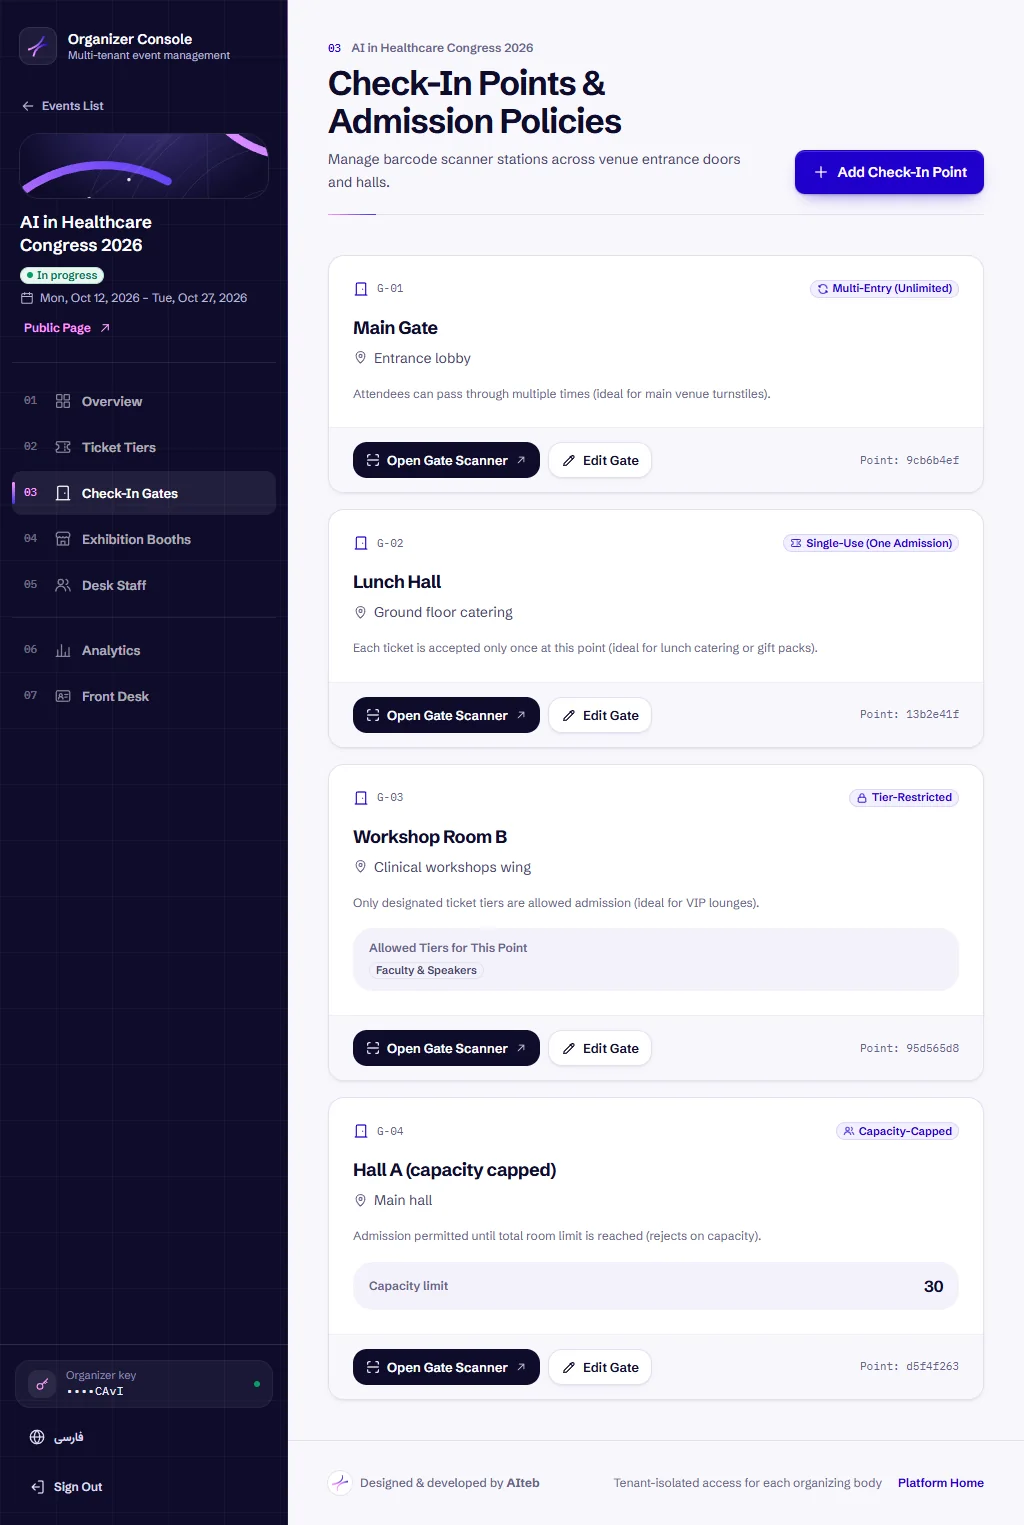 Organizer Console
Multi-tenant event management
Events List
AI in Healthcare
Congress 2026
In progress
Mon, Oct 12, 2026 – Tue, Oct 27, 2026
Public Page
01 Overview
02 Ticket Tiers
03 Check-In Gates
04 Exhibition Booths
05 Desk Staff
06 Analytics
07 Front Desk
Organizer key
••••CAvI
فارسی
Sign Out
03 AI in Healthcare Congress 2026
Check-In Points &
Admission Policies
Manage barcode scanner stations across venue entrance doors
and halls.
Add Check-In Point
G-01
Multi-Entry (Unlimited)
Main Gate
Entrance lobby
Attendees can pass through multiple times (ideal for main venue turnstiles).
Open Gate Scanner
Edit Gate
Point: 9cb6b4ef
G-02
Single-Use (One Admission)
Lunch Hall
Ground floor catering
Each ticket is accepted only once at this point (ideal for lunch catering or gift packs).
Open Gate Scanner
Edit Gate
Point: 13b2e41f
G-03
Tier-Restricted
Workshop Room B
Clinical workshops wing
Only designated ticket tiers are allowed admission (ideal for VIP lounges).
Allowed Tiers for This Point
Faculty & Speakers
Open Gate Scanner
Edit Gate
Point: 95d565d8
G-04
Capacity-Capped
Hall A (capacity capped)
Main hall
Admission permitted until total room limit is reached (rejects on capacity).
Capacity limit
30
Open Gate Scanner
Edit Gate
Point: d5f4f263
Designed & developed by AIteb
Tenant-isolated access for each organizing body
Platform Home